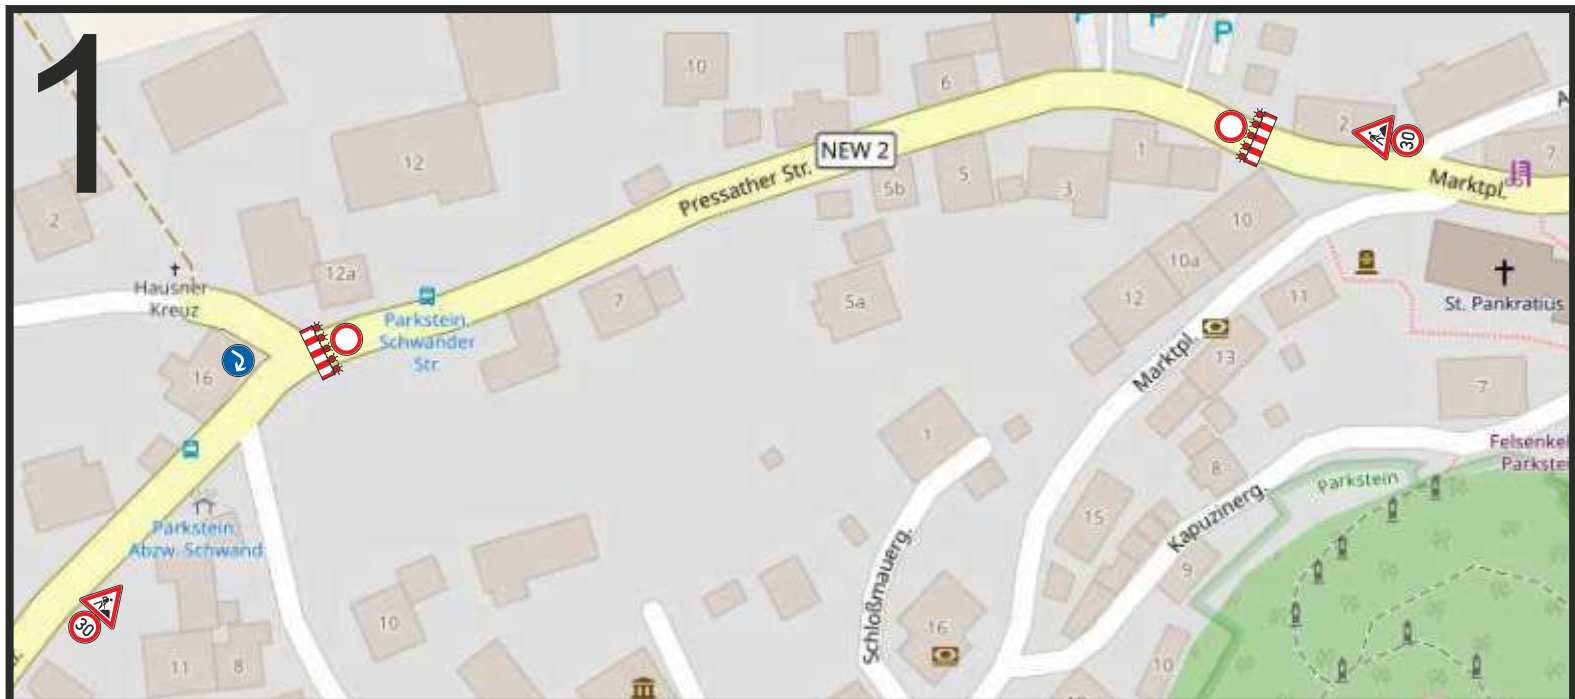 1
P
P
P
10
6
2
A
NEW 2
12
7
Marktpl.
2
Pressather Str.
5b
5
3
1
10
St. Pankratius
Hausner
Kreuz
12a
10a
12
11
Parkstein,
Schwander
Str.
7
5a
Marktpl.
13
16
7
1
Felsenkel
Parkstei
8
Parkstein
Parkstein
Abzw. Schwand
15
Kapuzinerg.
Schloßmauerg.
9
30
30
10
16
11
8
10